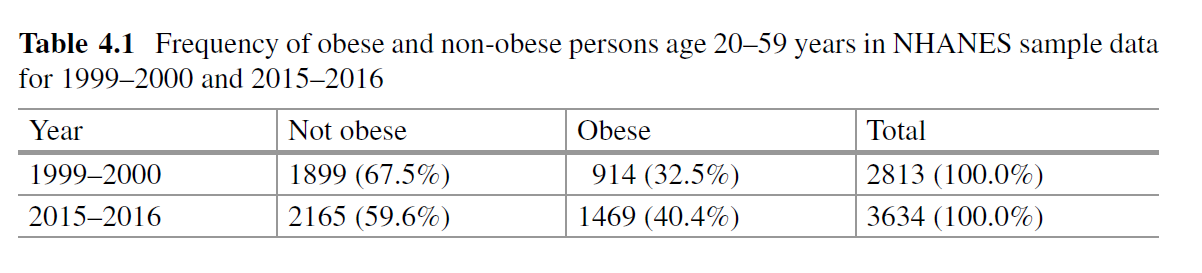 Table 4.1 Frequency of obese and non-obese persons age 20–59 years in NHANES sample data
for 1999–2000 and 2015–2016
Year Not obese Obese Total
1999–2000 1899 (67.5%) 914 (32.5%) 2813 (100.0%)
2015–2016 2165 (59.6%) 1469 (40.4%) 3634 (100.0%)